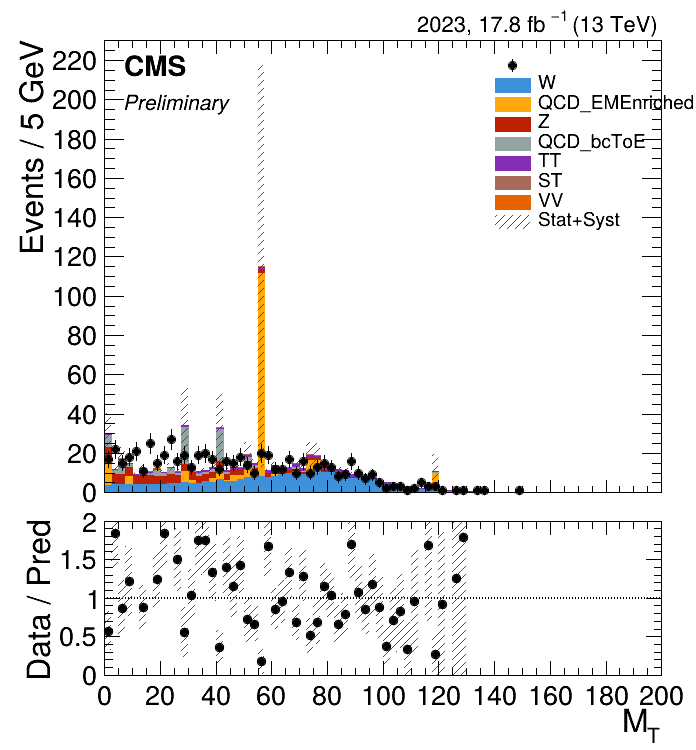 2023, 17.8 fb⁻¹ (13 TeV)
CMS
Preliminary
Events / 5 GeV
220
200
180
160
140
120
100
80
60
40
20
0
W
QCD_EMEnriched
Z
QCD_bcToE
TT
ST
VV
Stat+Syst
Data / Pred
2
1.5
1
0.5
0
0 20 40 60 80 100 120 140 160 180 200
M_T